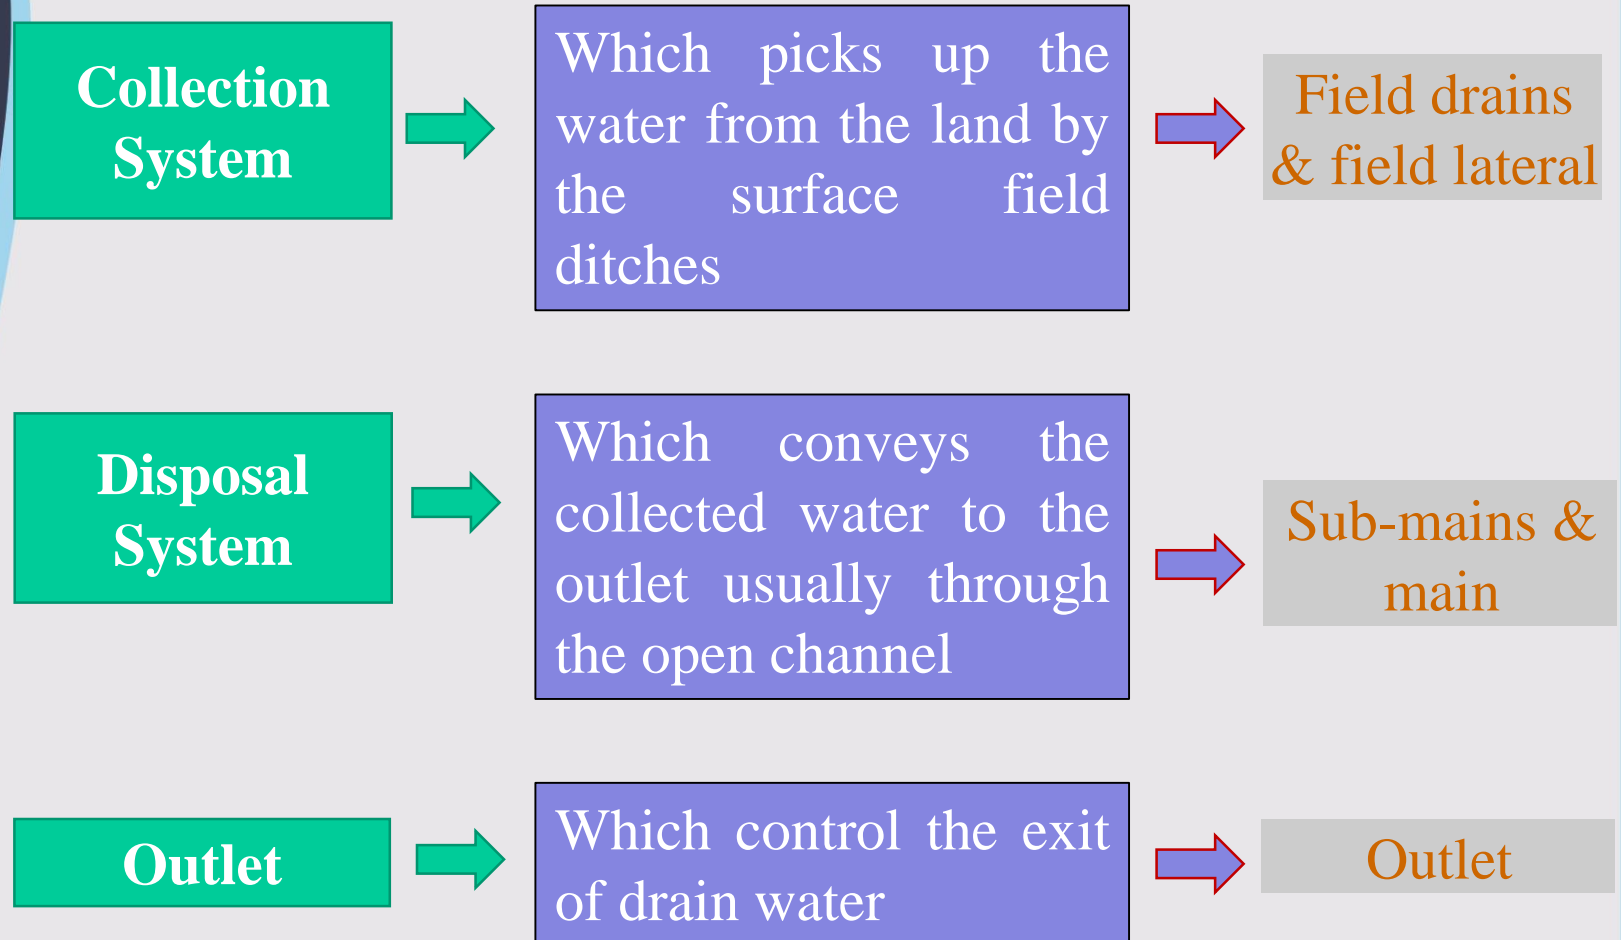 Collection
System
Which picks up the
water from the land by
the surface field
ditches
Field drains
& field lateral
Disposal
System
Which conveys the
collected water to the
outlet usually through
the open channel
Sub-mains &
main
Outlet
Which control the exit
of drain water
Outlet